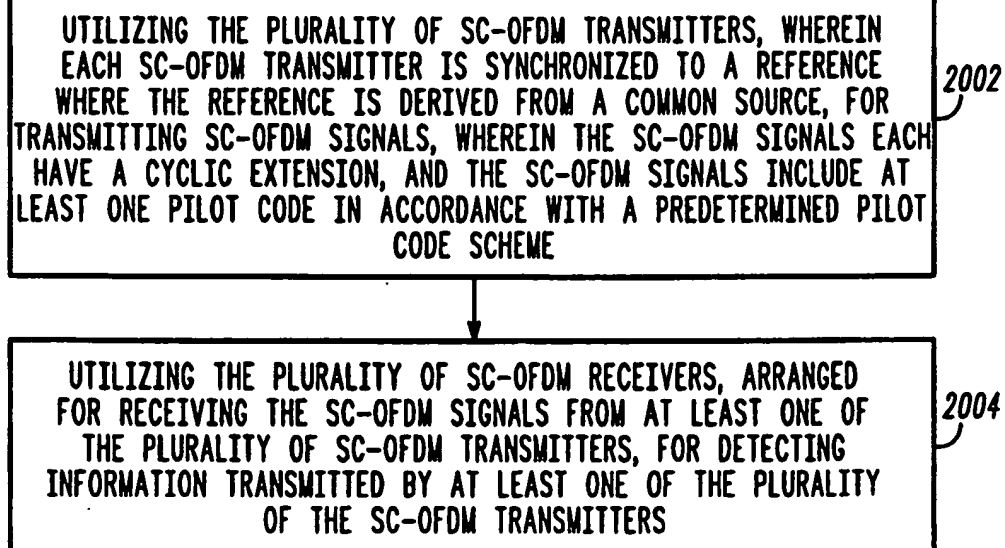 UTILIZING THE PLURALITY OF SC-OFDM TRANSMITTERS, WHEREIN
EACH SC-OFDM TRANSMITTER IS SYNCHRONIZED TO A REFERENCE
WHERE THE REFERENCE IS DERIVED FROM A COMMON SOURCE, FOR
TRANSMITTING SC-OFDM SIGNALS, WHEREIN THE SC-OFDM SIGNALS EACH
HAVE A CYCLIC EXTENSION, AND THE SC-OFDM SIGNALS INCLUDE AT
LEAST ONE PILOT CODE IN ACCORDANCE WITH A PREDETERMINED PILOT
CODE SCHEME
2002
UTILIZING THE PLURALITY OF SC-OFDM RECEIVERS, ARRANGED
FOR RECEIVING THE SC-OFDM SIGNALS FROM AT LEAST ONE OF
THE PLURALITY OF SC-OFDM TRANSMITTERS, FOR DETECTING
INFORMATION TRANSMITTED BY AT LEAST ONE OF THE PLURALITY
OF THE SC-OFDM TRANSMITTERS
2004